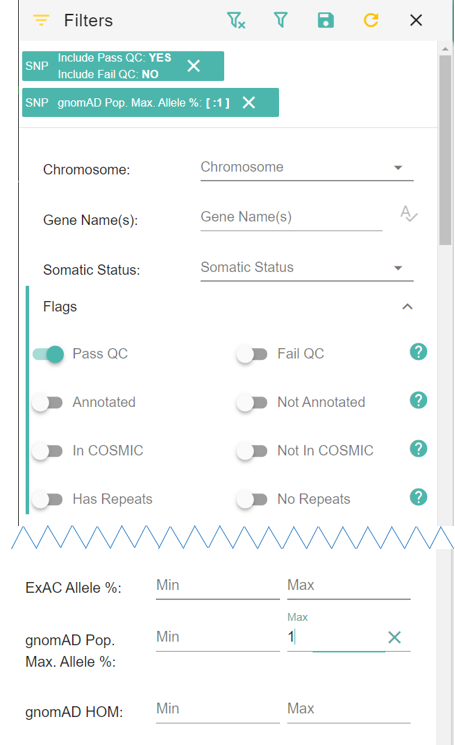 Filters
SNP Include Pass QC: YES
Include Fail QC: NO
SNP gnomAD Pop. Max. Allele %: [ :1 ]
Chromosome: Chromosome
Gene Name(s): Gene Name(s)
Somatic Status: Somatic Status
Flags
Pass QC Fail QC ?
Annotated Not Annotated ?
In COSMIC Not In COSMIC ?
Has Repeats No Repeats ?
ExAC Allele %: Min Max
Max
gnomAD Pop. Min 1
Max. Allele %:
gnomAD HOM: Min Max